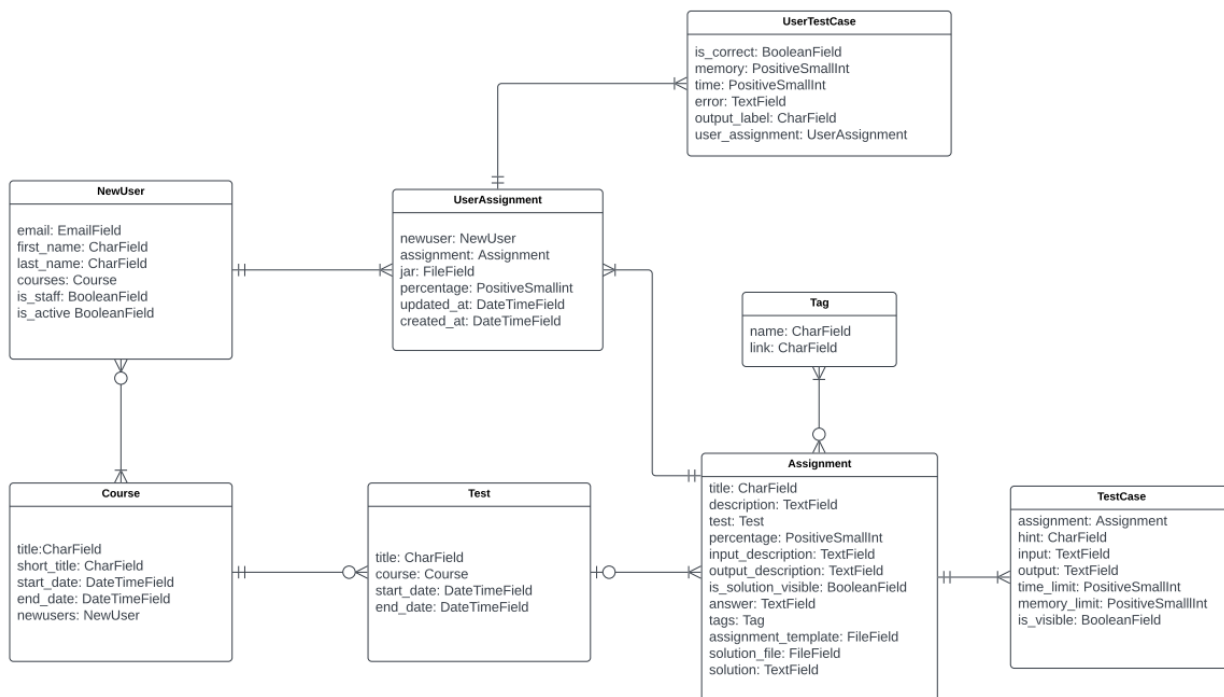 UserTestCase
is_correct: BooleanField
memory: PositiveSmallInt
time: PositiveSmallInt
error: TextField
output_label: CharField
user_assignment: UserAssignment
NewUser
email: EmailField
first_name: CharField
last_name: CharField
courses: Course
is_staff: BooleanField
is_active BooleanField
UserAssignment
newuser: NewUser
assignment: Assignment
jar: FileField
percentage: PositiveSmallint
updated_at: DateTimeField
created_at: DateTimeField
Tag
name: CharField
link: CharField
Course
title:CharField
short_title: CharField
start_date: DateTimeField
end_date: DateTimeField
newusers: NewUser
Test
title: CharField
course: Course
start_date: DateTimeField
end_date: DateTimeField
Assignment
title: CharField
description: TextField
test: Test
percentage: PositiveSmallInt
input_description: TextField
output_description: TextField
is_solution_visible: BooleanField
answer: TextField
tags: Tag
assignment_template: FileField
solution_file: FileField
solution: TextField
TestCase
assignment: Assignment
hint: CharField
input: TextField
output: TextField
time_limit: PositiveSmallInt
memory_limit: PositiveSmallIInt
is_visible: BooleanField